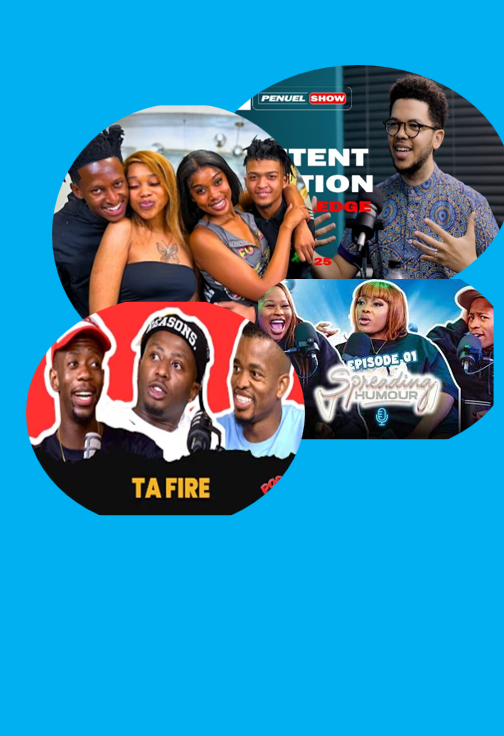 PENUEL SHOW
TENT
TION
EDGE
25
EPISODE 01
Spreading
HUMOUR
SEASONS
TA FIRE